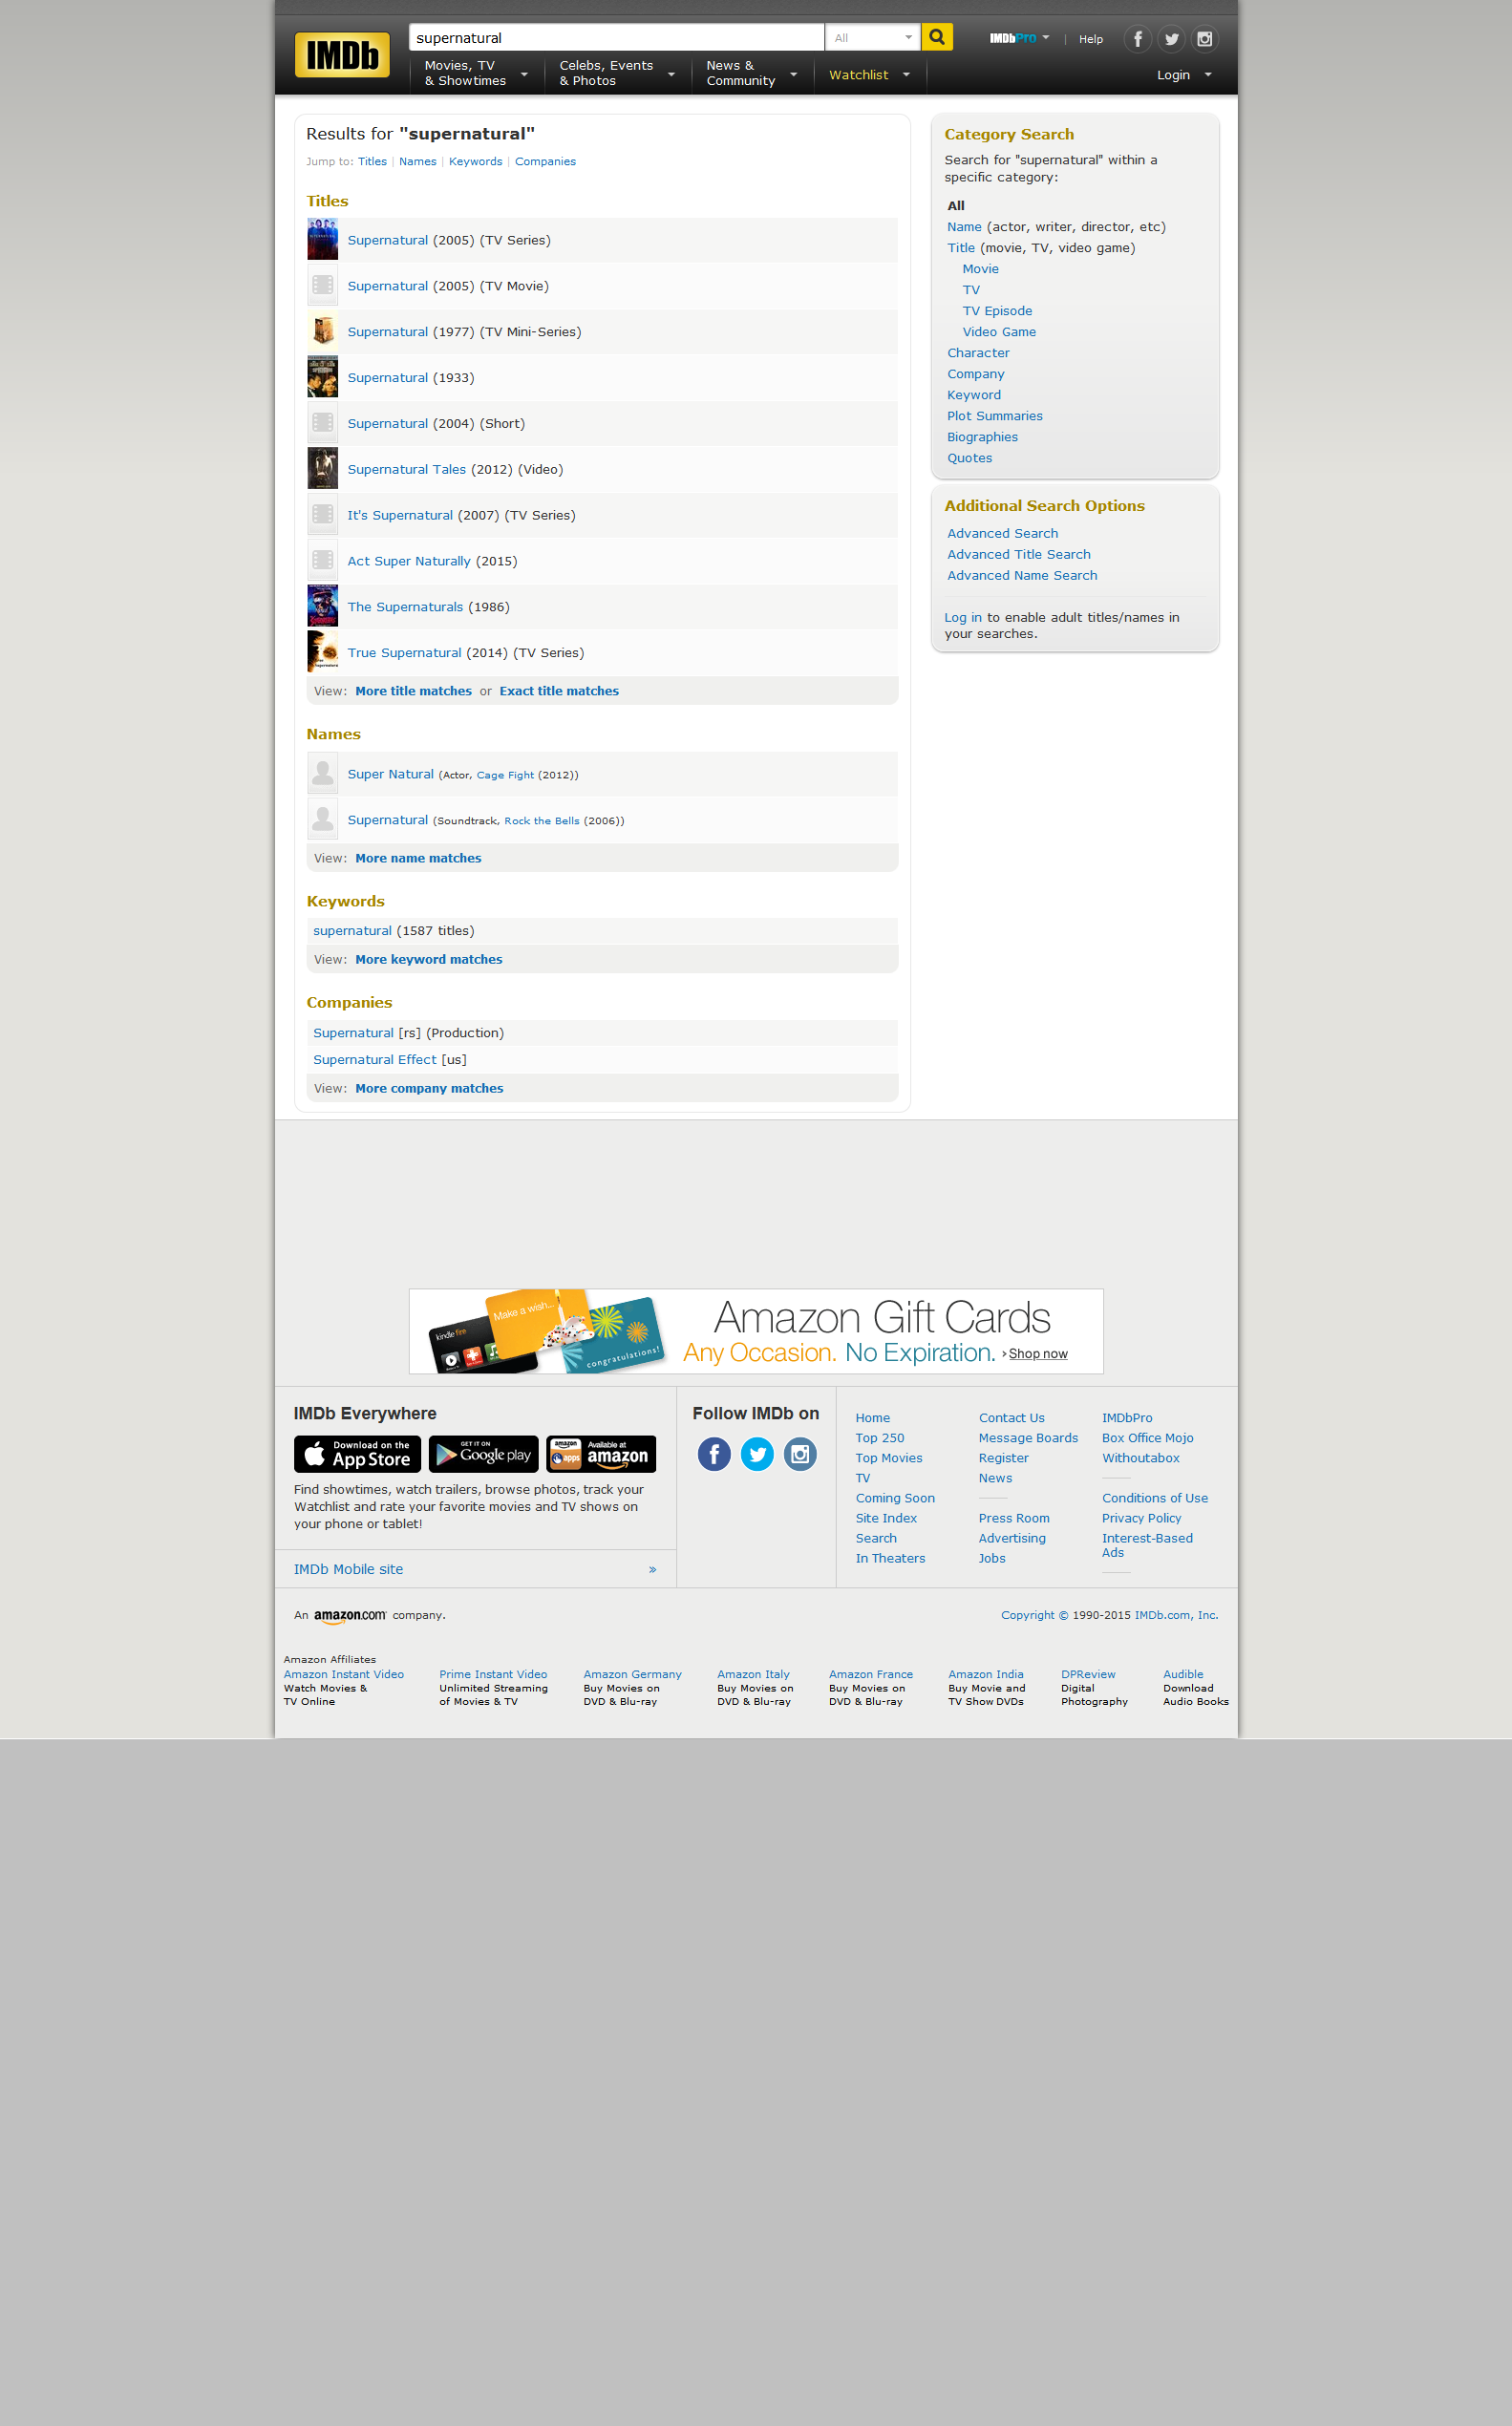 IMDb
supernatural
All
IMDbPro
|
Help
Movies, TV
& Showtimes
Celebs, Events
& Photos
News &
Community
Watchlist
Login
Results for "supernatural"
Jump to: Titles | Names | Keywords | Companies
Titles
Supernatural (2005) (TV Series)
Supernatural (2005) (TV Movie)
Supernatural (1977) (TV Mini-Series)
Supernatural (1933)
Supernatural (2004) (Short)
Supernatural Tales (2012) (Video)
It's Supernatural (2007) (TV Series)
Act Super Naturally (2015)
The Supernaturals (1986)
True Supernatural (2014) (TV Series)
View: More title matches or Exact title matches
Names
Super Natural (Actor, Cage Fight (2012))
Supernatural (Soundtrack, Rock the Bells (2006))
View: More name matches
Keywords
supernatural (1587 titles)
View: More keyword matches
Companies
Supernatural [rs] (Production)
Supernatural Effect [us]
View: More company matches
Category Search
Search for "supernatural" within a
specific category:
All
Name (actor, writer, director, etc)
Title (movie, TV, video game)
Movie
TV
TV Episode
Video Game
Character
Company
Keyword
Plot Summaries
Biographies
Quotes
Additional Search Options
Advanced Search
Advanced Title Search
Advanced Name Search
Log in to enable adult titles/names in
your searches.
kindle fire
Make a wish...
congratulations!
Amazon Gift Cards
Any Occasion. No Expiration. › Shop now
IMDb Everywhere
Download on the
App Store
GET IT ON
Google play
amazon
apps
Available at
amazon
Find showtimes, watch trailers, browse photos, track your
Watchlist and rate your favorite movies and TV shows on
your phone or tablet!
IMDb Mobile site »
Follow IMDb on
Home
Top 250
Top Movies
TV
Coming Soon
Site Index
Search
In Theaters
Contact Us
Message Boards
Register
News
Press Room
Advertising
Jobs
IMDbPro
Box Office Mojo
Withoutabox
Conditions of Use
Privacy Policy
Interest-Based
Ads
An amazon.com company.
Copyright © 1990-2015 IMDb.com, Inc.
Amazon Affiliates
Amazon Instant Video
Watch Movies &
TV Online
Prime Instant Video
Unlimited Streaming
of Movies & TV
Amazon Germany
Buy Movies on
DVD & Blu-ray
Amazon Italy
Buy Movies on
DVD & Blu-ray
Amazon France
Buy Movies on
DVD & Blu-ray
Amazon India
Buy Movie and
TV Show DVDs
DPReview
Digital
Photography
Audible
Download
Audio Books